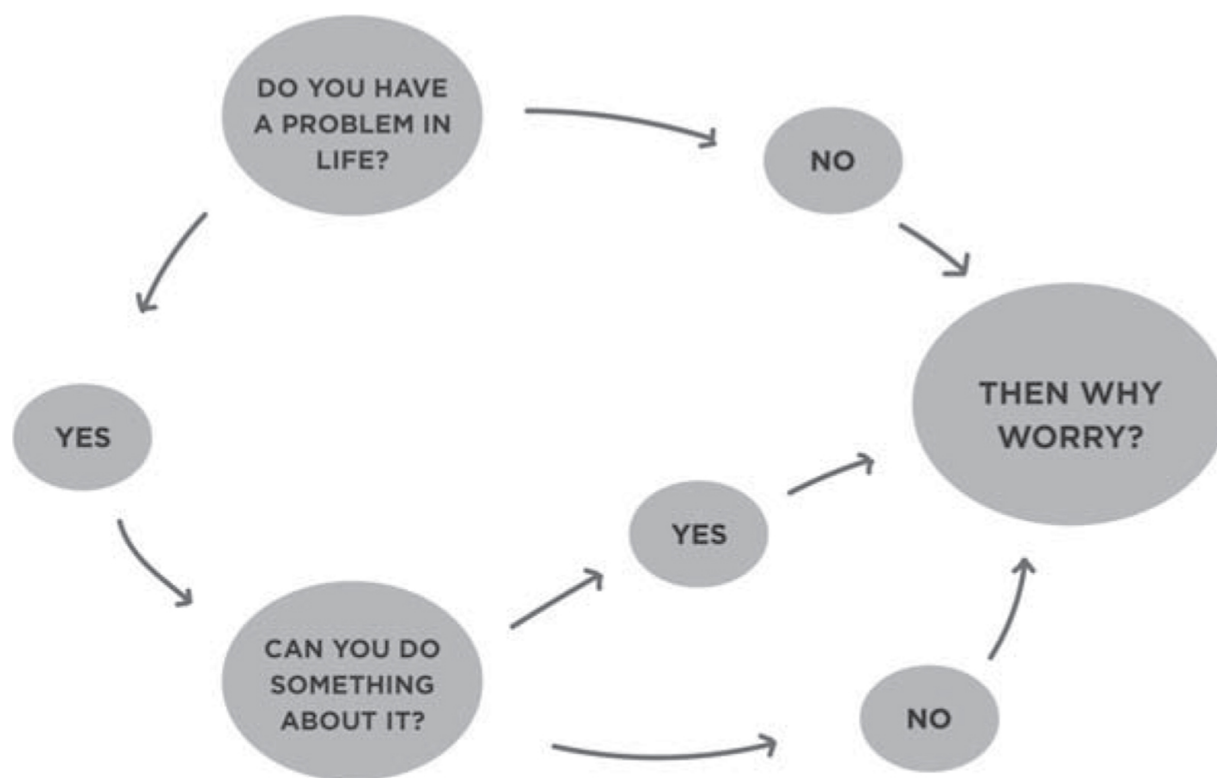 DO YOU HAVE
A PROBLEM IN
LIFE?
NO
THEN WHY
WORRY?
YES
YES
CAN YOU DO
SOMETHING
ABOUT IT?
NO